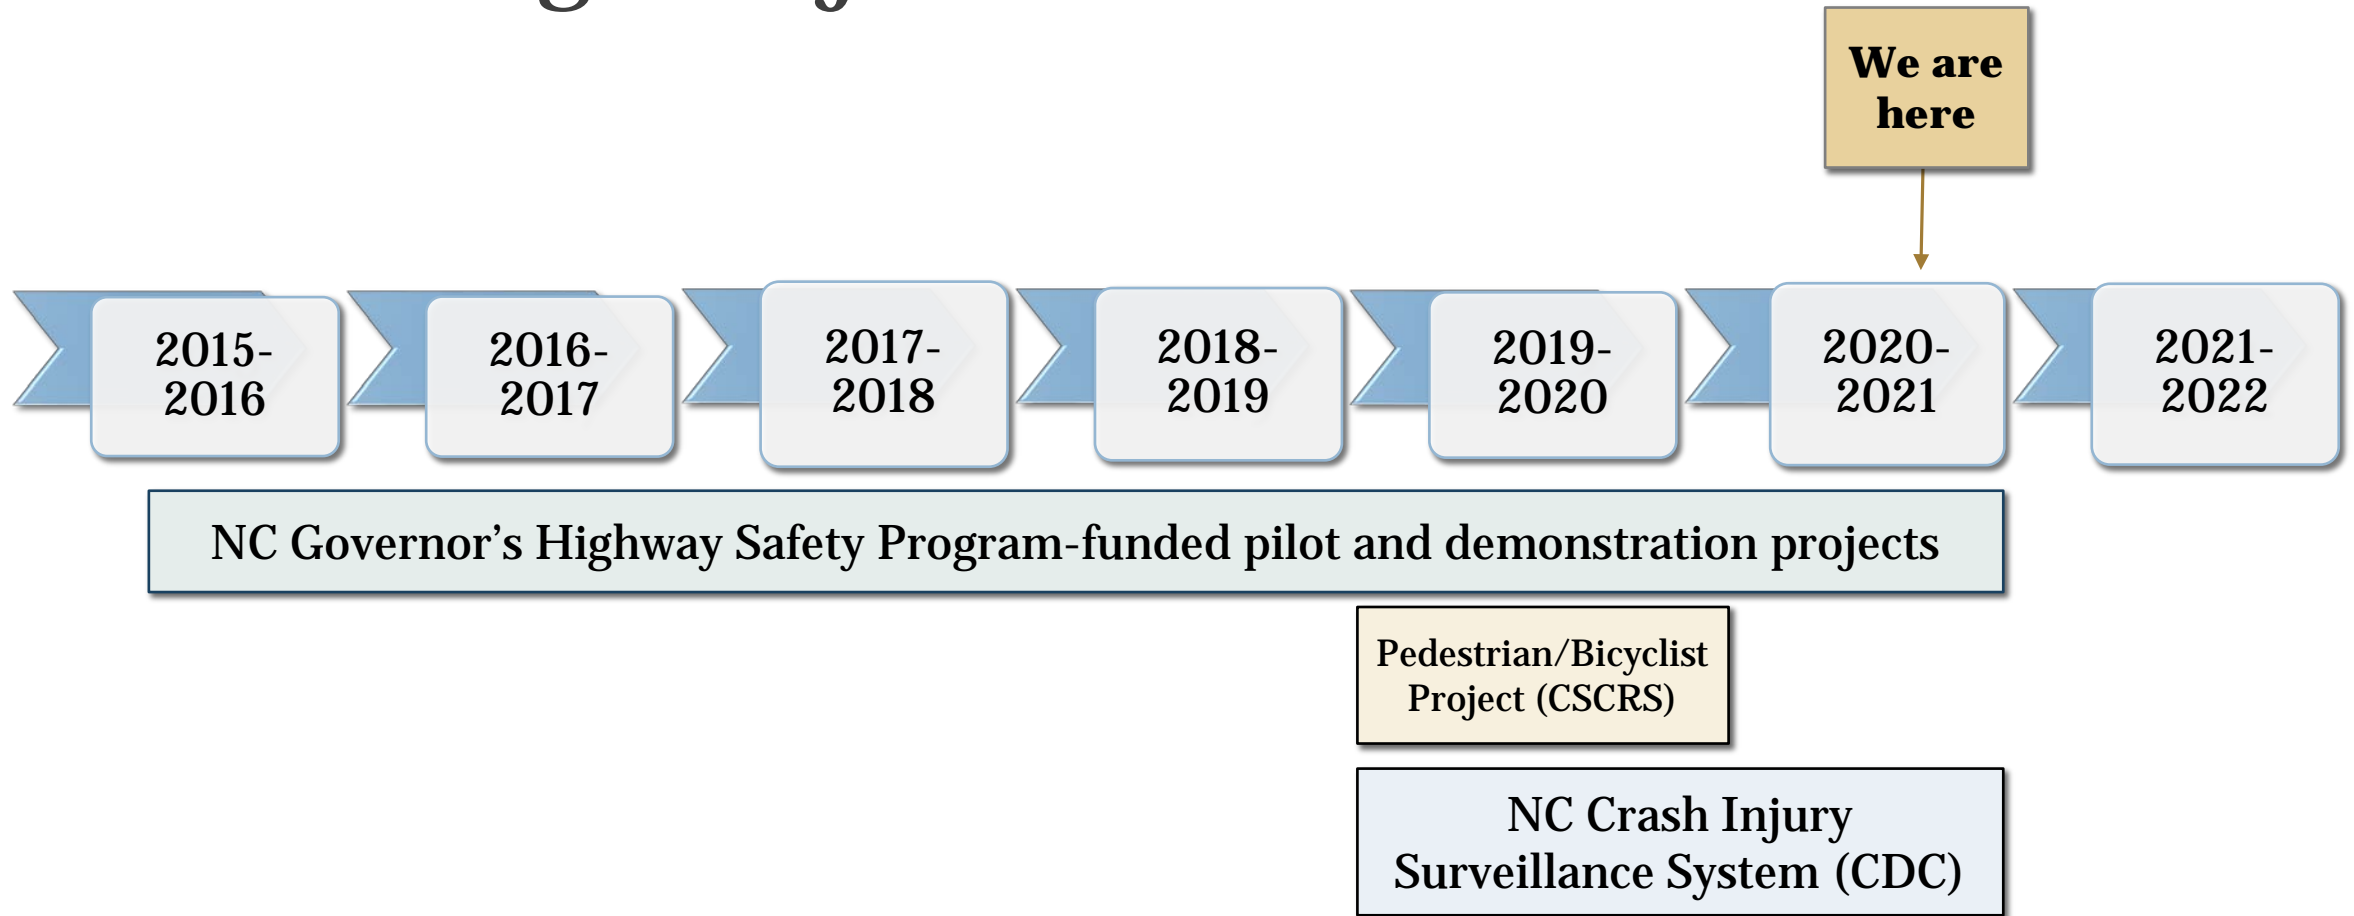 We are
here
2015-
2016
2016-
2017
2017-
2018
2018-
2019
2019-
2020
2020-
2021
2021-
2022
NC Governor’s Highway Safety Program-funded pilot and demonstration projects
Pedestrian/Bicyclist
Project (CSCRS)
NC Crash Injury
Surveillance System (CDC)